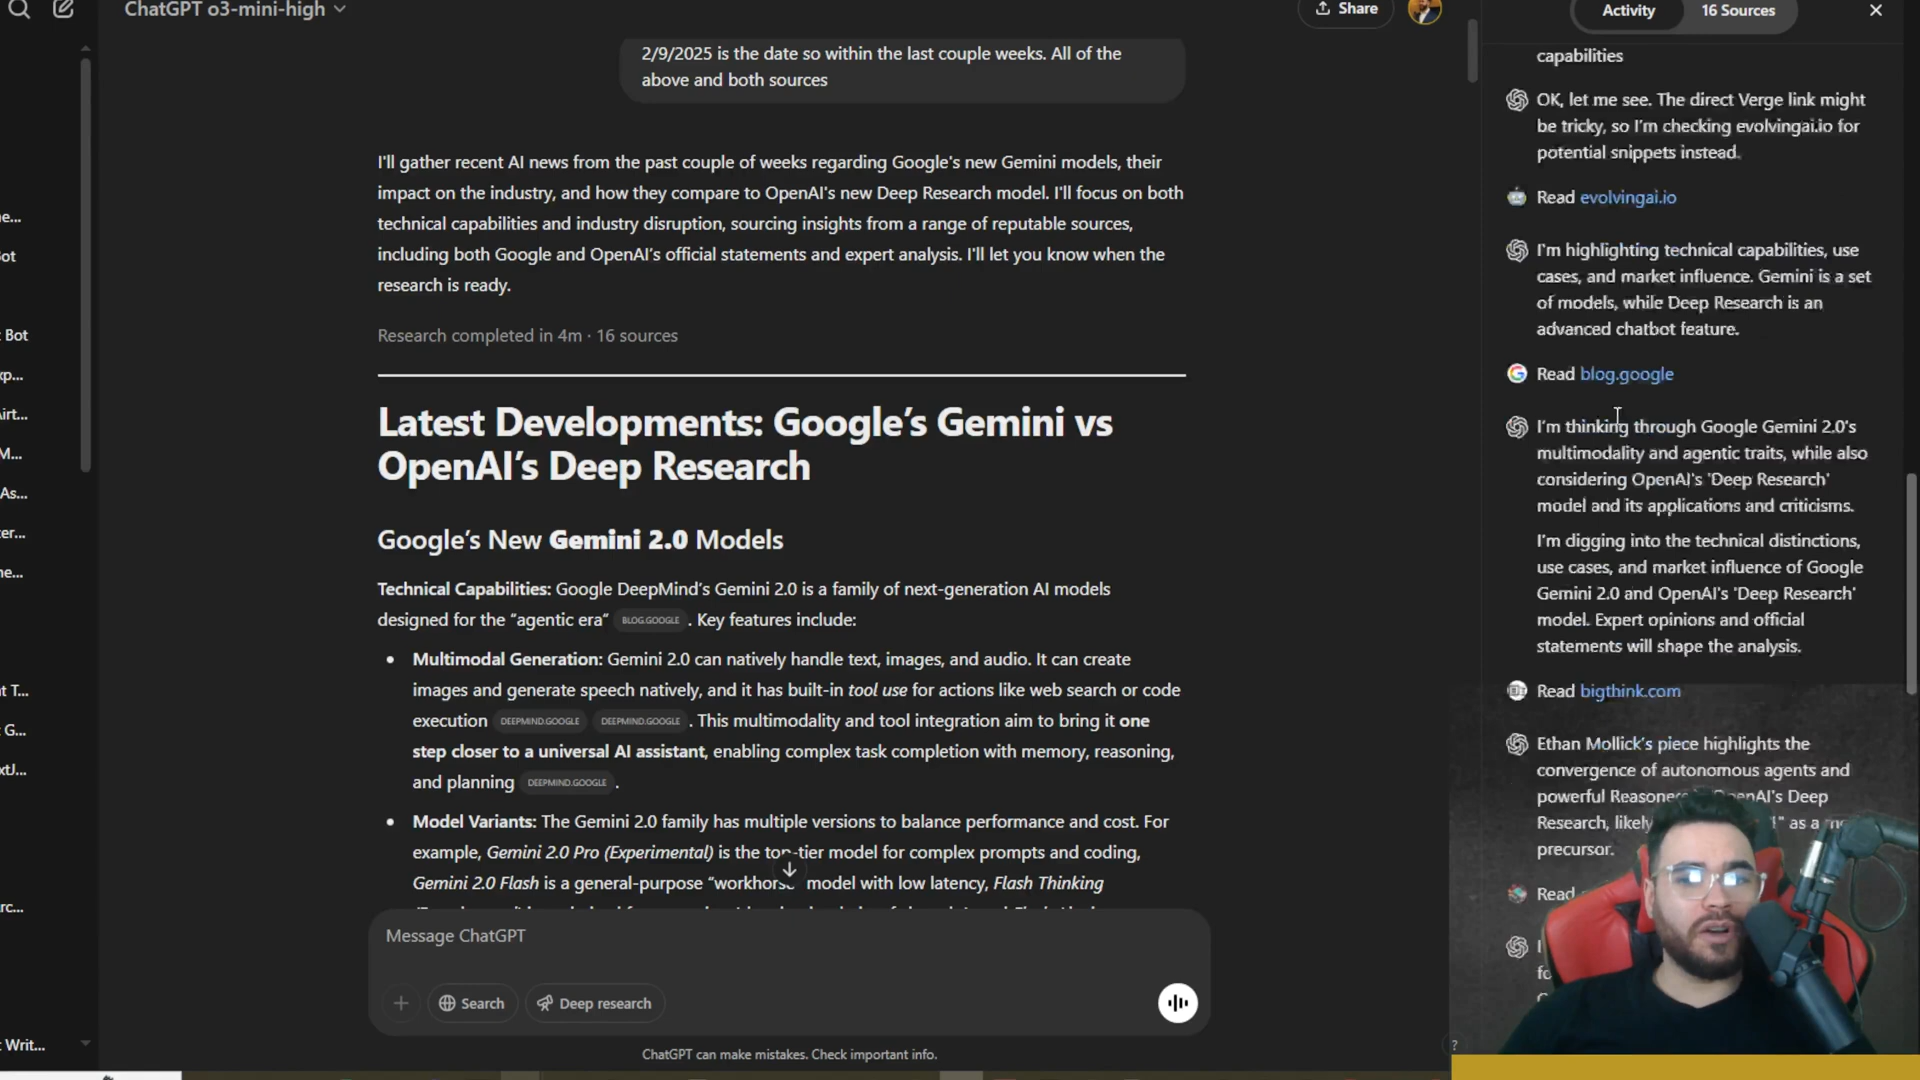 ChatGPT o3-mini-high
Share
Activity
16 Sources
2/9/2025 is the date so within the last couple weeks. All of the
above and both sources
I'll gather recent AI news from the past couple of weeks regarding Google's new Gemini models, their
impact on the industry, and how they compare to OpenAI's new Deep Research model. I'll focus on both
technical capabilities and industry disruption, sourcing insights from a range of reputable sources,
including both Google and OpenAI's official statements and expert analysis. I'll let you know when the
research is ready.
Research completed in 4m · 16 sources
Latest Developments: Google's Gemini vs
OpenAI's Deep Research
Google's New Gemini 2.0 Models
Technical Capabilities: Google DeepMind's Gemini 2.0 is a family of next-generation AI models
designed for the "agentic era" BLOG.GOOGLE . Key features include:
• Multimodal Generation: Gemini 2.0 can natively handle text, images, and audio. It can create
images and generate speech natively, and it has built-in tool use for actions like web search or code
execution DEEPMIND.GOOGLE DEEPMIND.GOOGLE . This multimodality and tool integration aim to bring it one
step closer to a universal AI assistant, enabling complex task completion with memory, reasoning,
and planning DEEPMIND.GOOGLE .
• Model Variants: The Gemini 2.0 family has multiple versions to balance performance and cost. For
example, Gemini 2.0 Pro (Experimental) is the top-tier model for complex prompts and coding,
Gemini 2.0 Flash is a general-purpose "workhorse" model with low latency, Flash Thinking
Message ChatGPT
Search
Deep research
ChatGPT can make mistakes. Check important info.
capabilities
OK, let me see. The direct Verge link might
be tricky, so I'm checking evolvingai.io for
potential snippets instead.
Read evolvingai.io
I'm highlighting technical capabilities, use
cases, and market influence. Gemini is a set
of models, while Deep Research is an
advanced chatbot feature.
Read blog.google
I'm thinking through Google Gemini 2.0's
multimodality and agentic traits, while also
considering OpenAI's 'Deep Research'
model and its applications and criticisms.
I'm digging into the technical distinctions,
use cases, and market influence of Google
Gemini 2.0 and OpenAI's 'Deep Research'
model. Expert opinions and official
statements will shape the analysis.
Read bigthink.com
Ethan Mollick's piece highlights the
convergence of autonomous agents and
powerful Reasoners OpenAI's Deep
Research, likely as a
precursor.
Read
I
?
e...
ot
Bot
xp...
Airt...
M...
As...
ter...
ne...
t T...
G...
xtJ...
rc...
Writ...